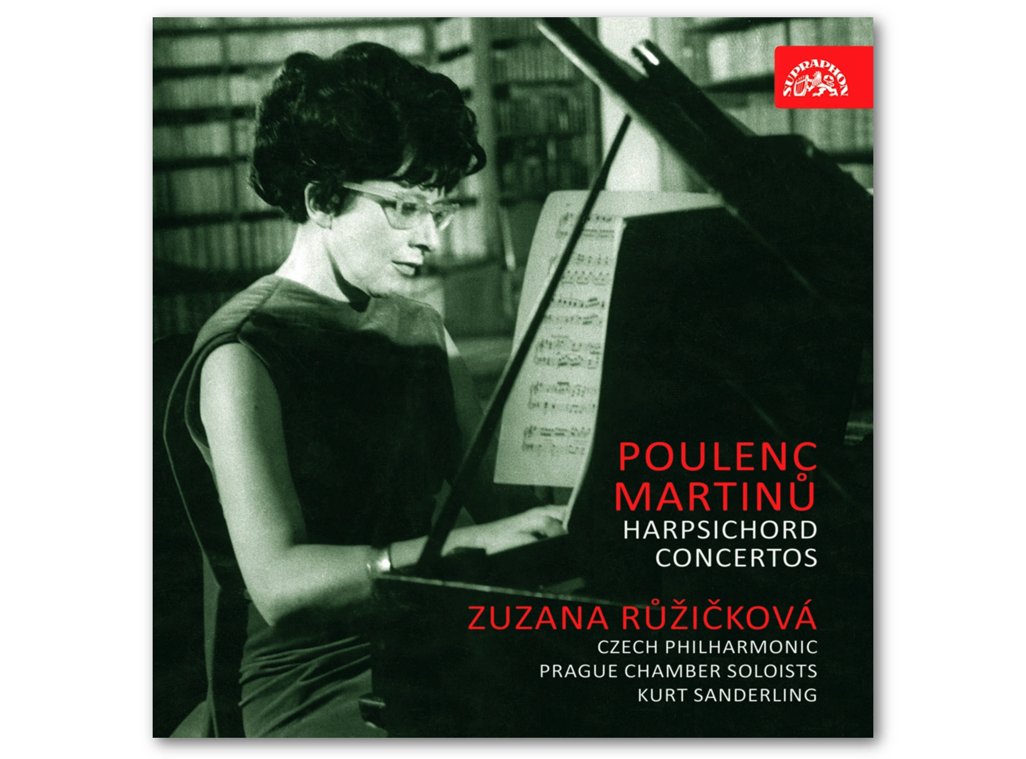 SUPRAPHON
POULENC
MARTINŮ
HARPSICHORD
CONCERTOS
ZUZANA RŮŽIČKOVÁ
CZECH PHILHARMONIC
PRAGUE CHAMBER SOLOISTS
KURT SANDERLING